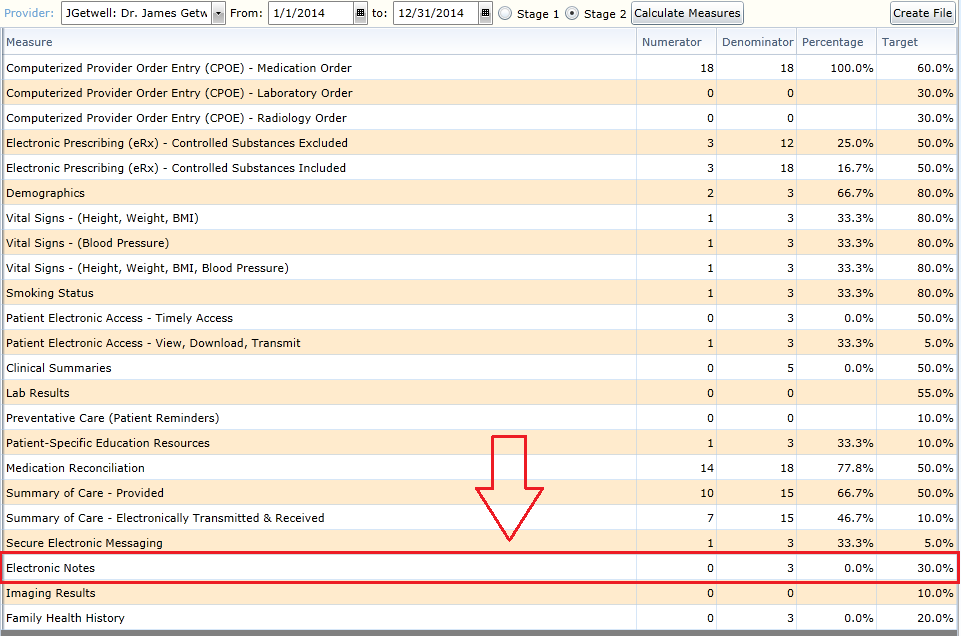 Provider: JGetwell: Dr. James Getw From: 1/1/2014 to: 12/31/2014 Stage 1 Stage 2 Calculate Measures Create File
Measure Numerator Denominator Percentage Target
Computerized Provider Order Entry (CPOE) - Medication Order 18 18 100.0% 60.0%
Computerized Provider Order Entry (CPOE) - Laboratory Order 0 0 30.0%
Computerized Provider Order Entry (CPOE) - Radiology Order 0 0 30.0%
Electronic Prescribing (eRx) - Controlled Substances Excluded 3 12 25.0% 50.0%
Electronic Prescribing (eRx) - Controlled Substances Included 3 18 16.7% 50.0%
Demographics 2 3 66.7% 80.0%
Vital Signs - (Height, Weight, BMI) 1 3 33.3% 80.0%
Vital Signs - (Blood Pressure) 1 3 33.3% 80.0%
Vital Signs - (Height, Weight, BMI, Blood Pressure) 1 3 33.3% 80.0%
Smoking Status 1 3 33.3% 80.0%
Patient Electronic Access - Timely Access 0 3 0.0% 50.0%
Patient Electronic Access - View, Download, Transmit 1 3 33.3% 5.0%
Clinical Summaries 0 5 0.0% 50.0%
Lab Results 0 0 55.0%
Preventative Care (Patient Reminders) 0 0 10.0%
Patient-Specific Education Resources 1 3 33.3% 10.0%
Medication Reconciliation 14 18 77.8% 50.0%
Summary of Care - Provided 10 15 66.7% 50.0%
Summary of Care - Electronically Transmitted & Received 7 15 46.7% 10.0%
Secure Electronic Messaging 1 3 33.3% 5.0%
Electronic Notes 0 3 0.0% 30.0%
Imaging Results 0 0 10.0%
Family Health History 0 3 0.0% 20.0%